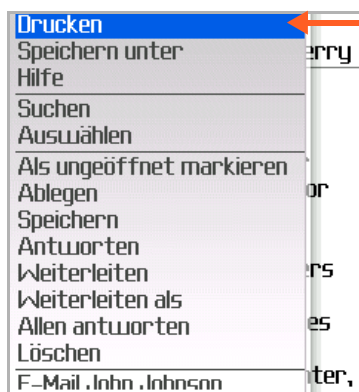 Drucken
Speichern unter
erry
Hilfe
Suchen
Auswählen
Als ungeöffnet markieren
Ablegen
or
Speichern
Antworten
Weiterleiten
rs
Weiterleiten als
Allen antworten
es
Löschen
E-Mail John Johnson
ter,